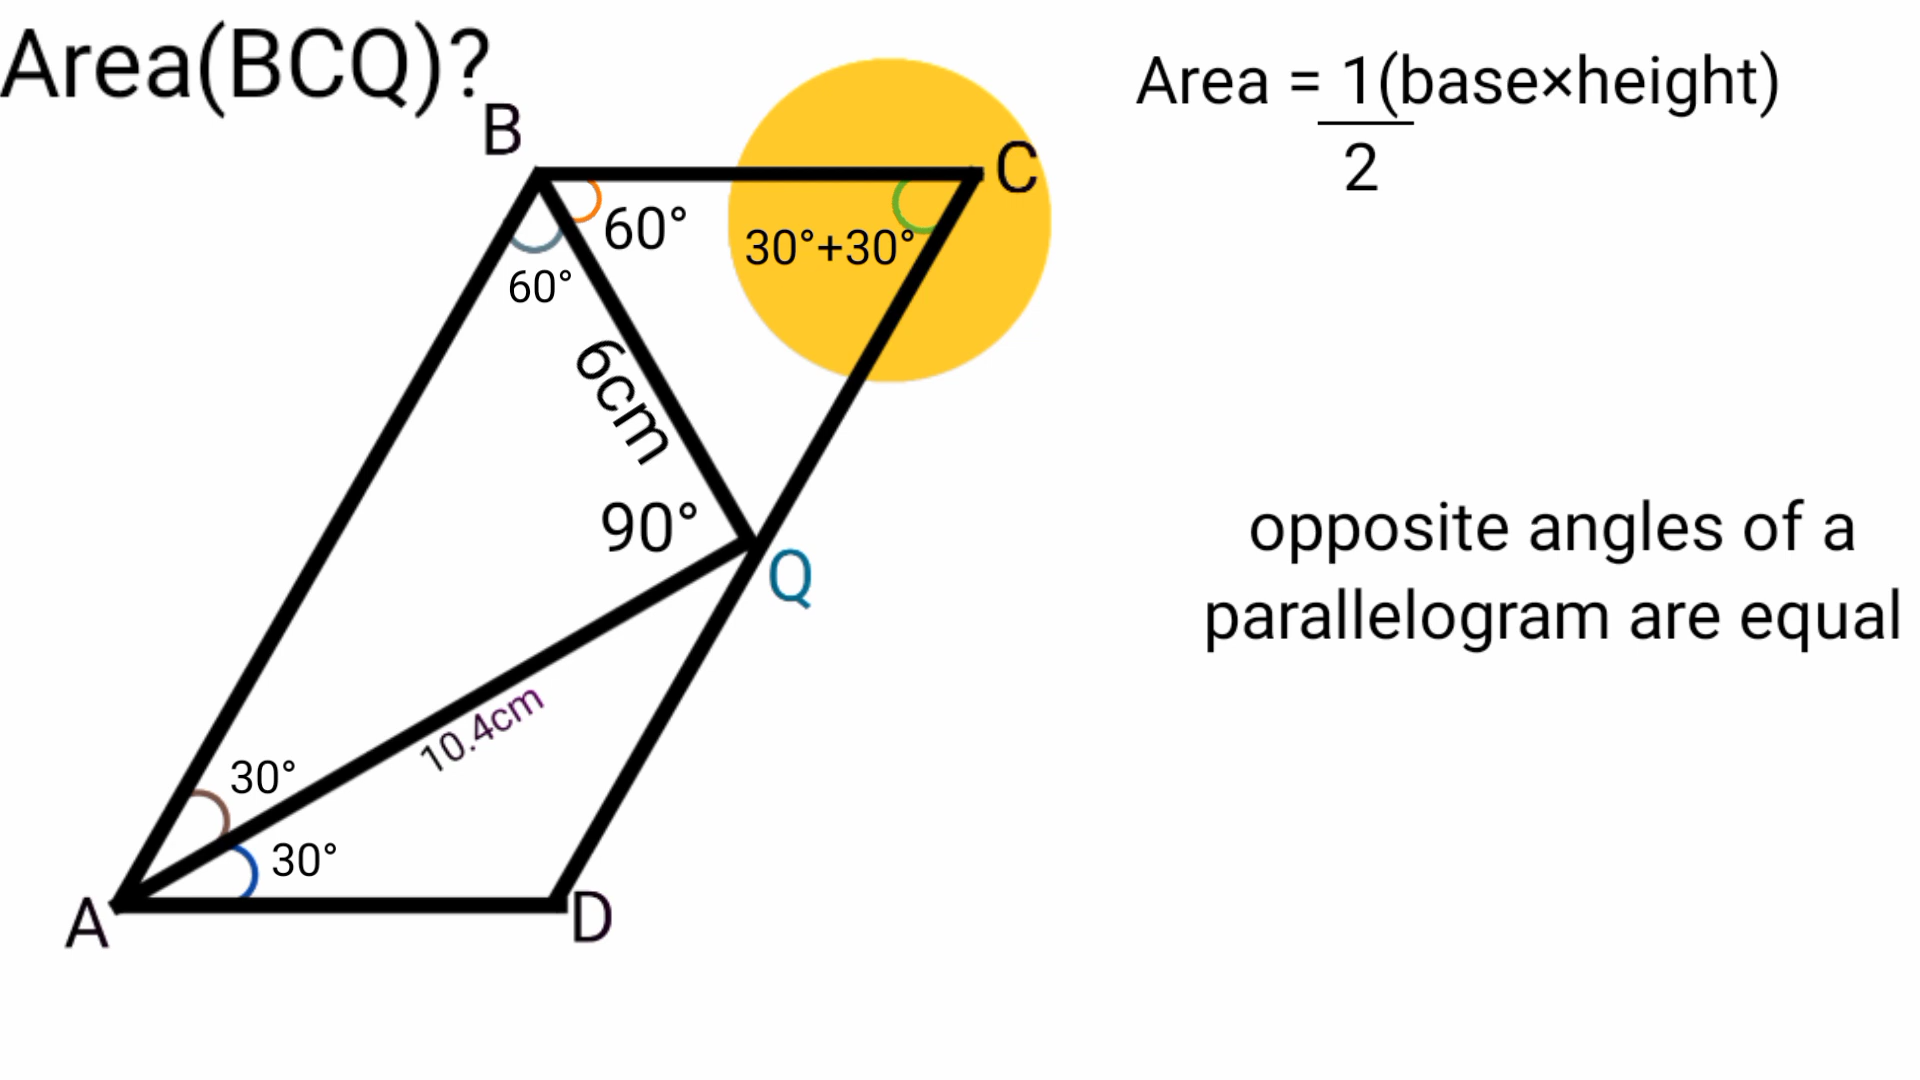 Area(BCQ)?
Area = 1(base×height)
2
B
C
60°
30°+30°
60°
6cm
90°
Q
opposite angles of a
parallelogram are equal
10.4cm
30°
30°
A
D